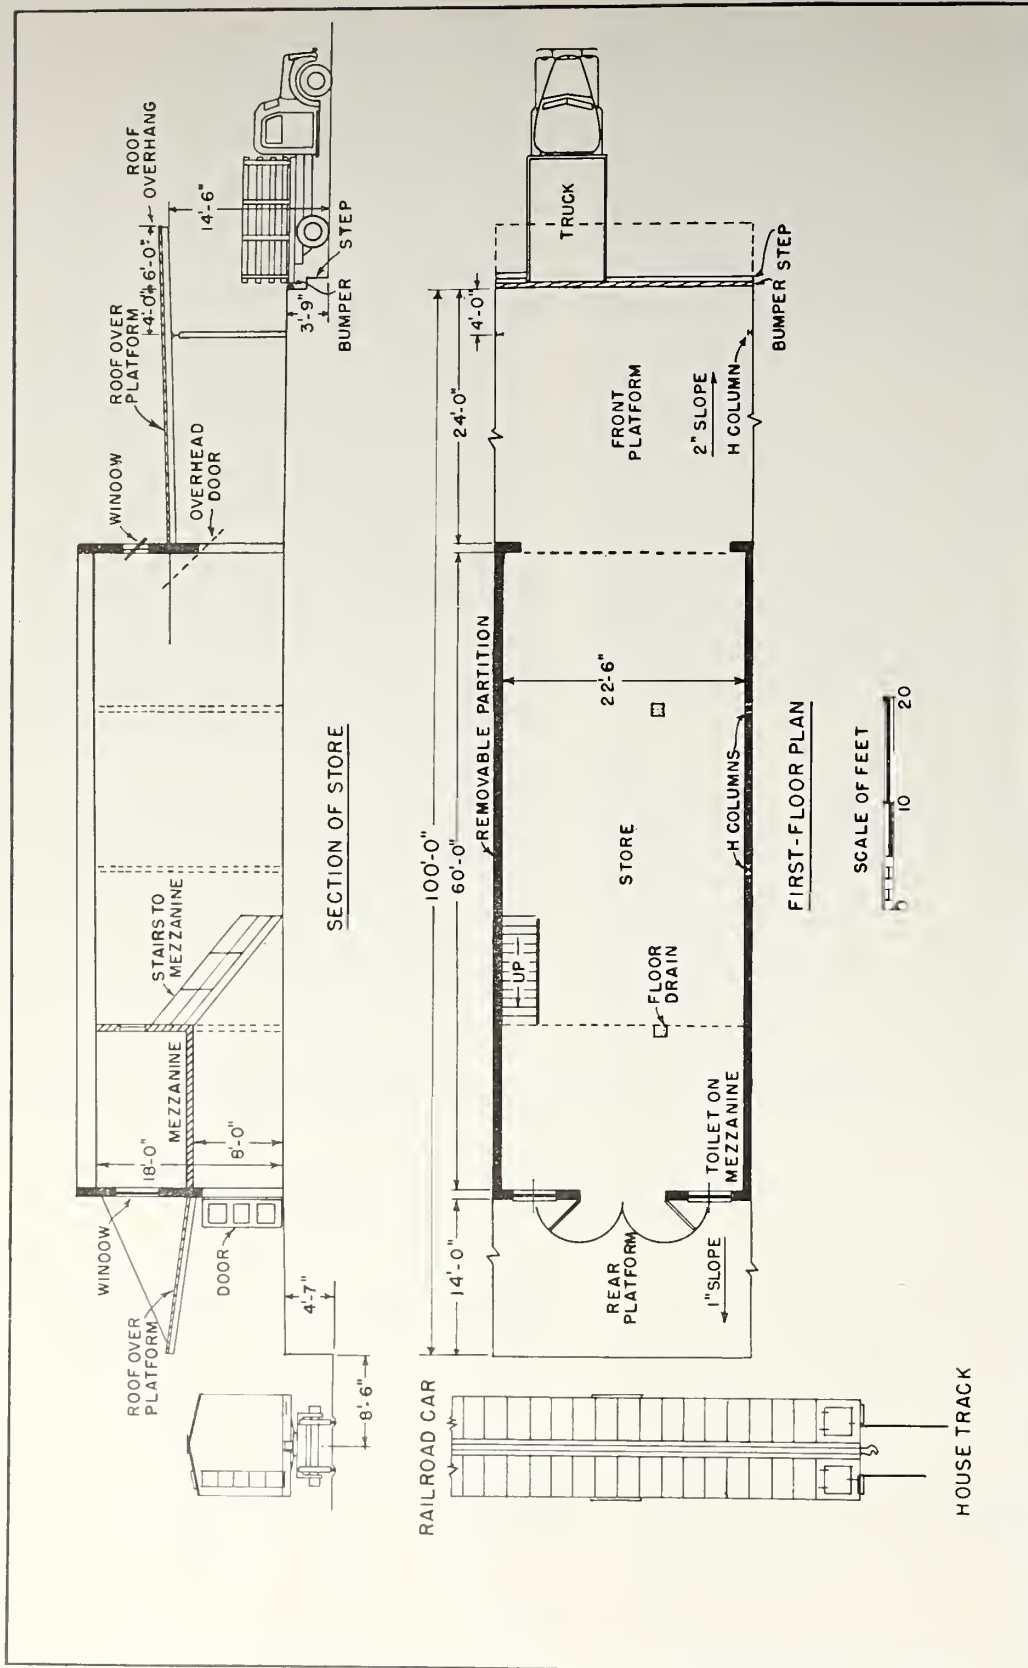 ROOF OVER
PLATFORM
WINOOW
DOOR
18'-0"
8'-0"
MEZZANINE
STAIRS TO
MEZZANINE
WINOOW
OVERHEAD
DOOR
ROOF OVER
PLATFORM
4'-0"
6'-0"
ROOF
OVERHANG
14'-6"
3'-9"
BUMPER
STEP
4'-7"
8'-6"
SECTION OF STORE
RAILROAD CAR
HOUSE TRACK
100'-0"
14'-0"
60'-0"
24'-0"
4'-0"
REMOVABLE PARTITION
UP
REAR
PLATFORM
1" SLOPE
TOILET ON
MEZZANINE
FLOOR
DRAIN
STORE
22'-6"
H COLUMNS
FRONT
PLATFORM
2" SLOPE
H COLUMN
TRUCK
BUMPER
STEP
FIRST-FLOOR PLAN
SCALE OF FEET
0
10
20